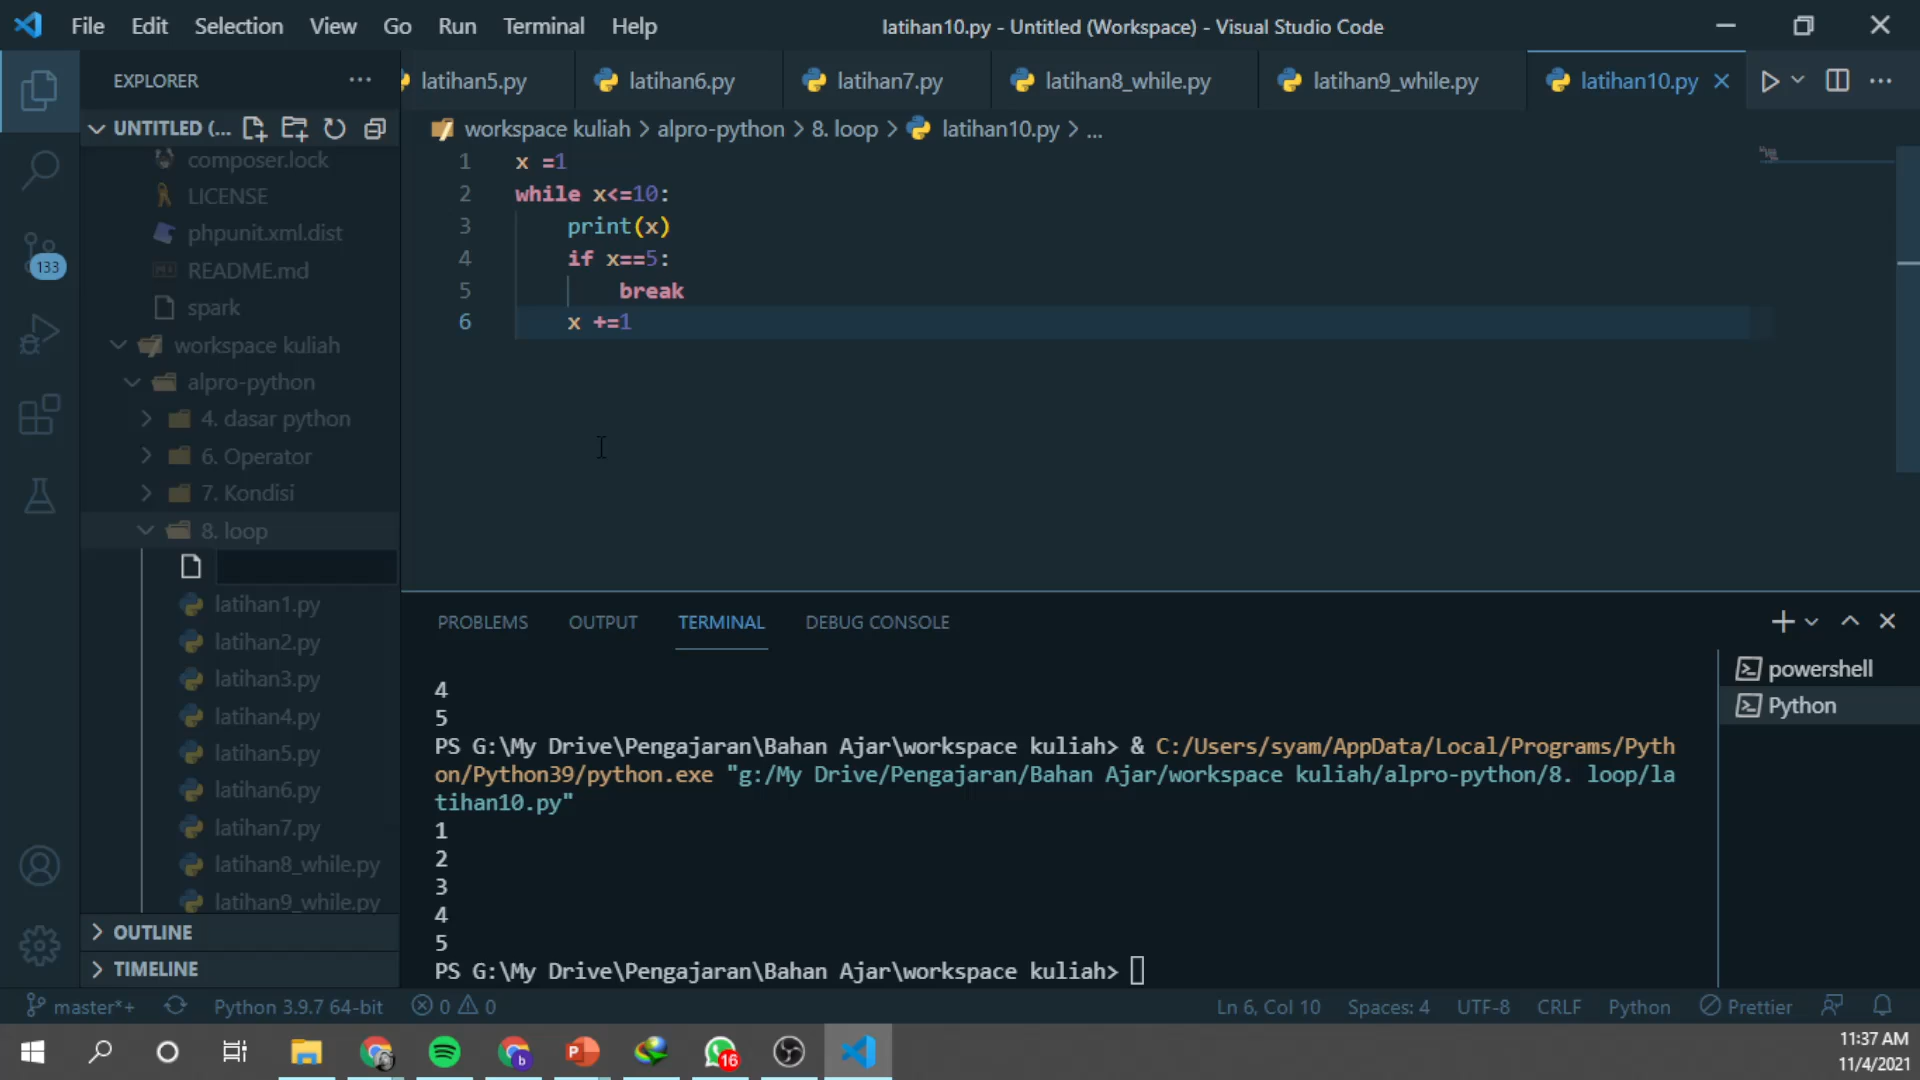 File Edit Selection View Go Run Terminal Help
latihan10.py - Untitled (Workspace) - Visual Studio Code
EXPLORER ...
latihan5.py latihan6.py latihan7.py latihan8_while.py latihan9_while.py latihan10.py
UNTITLED (...
workspace kuliah > alpro-python > 8. loop > latihan10.py > ...
composer.lock
LICENSE
phpunit.xml.dist
README.md
spark
workspace kuliah
alpro-python
4. dasar python
6. Operator
7. Kondisi
8. loop
latihan1.py
latihan2.py
latihan3.py
latihan4.py
latihan5.py
latihan6.py
latihan7.py
latihan8_while.py
latihan9_while.py
OUTLINE
TIMELINE
133
1 x =1
2 while x<=10:
3 print(x)
4 if x==5:
5 break
6 x +=1
PROBLEMS OUTPUT TERMINAL DEBUG CONSOLE
4
5
PS G:\My Drive\Pengajaran\Bahan Ajar\workspace kuliah> & C:/Users/syam/AppData/Local/Programs/Pyth
on/Python39/python.exe "g:/My Drive/Pengajaran/Bahan Ajar/workspace kuliah/alpro-python/8. loop/la
tihan10.py"
1
2
3
4
5
PS G:\My Drive\Pengajaran\Bahan Ajar\workspace kuliah>
powershell
Python
master*+ Python 3.9.7 64-bit 0 0 Ln 6, Col 10 Spaces: 4 UTF-8 CRLF Python Prettier
b P 16
11:37 AM
11/4/2021